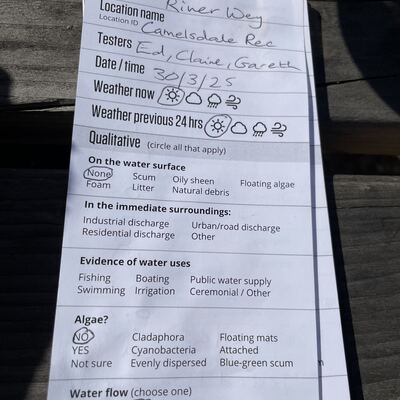 Location name River Wey
Location ID Camelsdale Rec
Testers Ed, Claine, Gareth
Date / time 30/3/25
Weather now
Weather previous 24 hrs
Qualitative (circle all that apply)
On the water surface
None Scum Oily sheen Floating algae
Foam Litter Natural debris
In the immediate surroundings:
Industrial discharge Urban/road discharge
Residential discharge Other
Evidence of water uses
Fishing Boating Public water supply
Swimming Irrigation Ceremonial / Other
Algae?
NO Cladaphora Floating mats
YES Cyanobacteria Attached
Not sure Evenly dispersed Blue-green scum
Water flow (choose one)